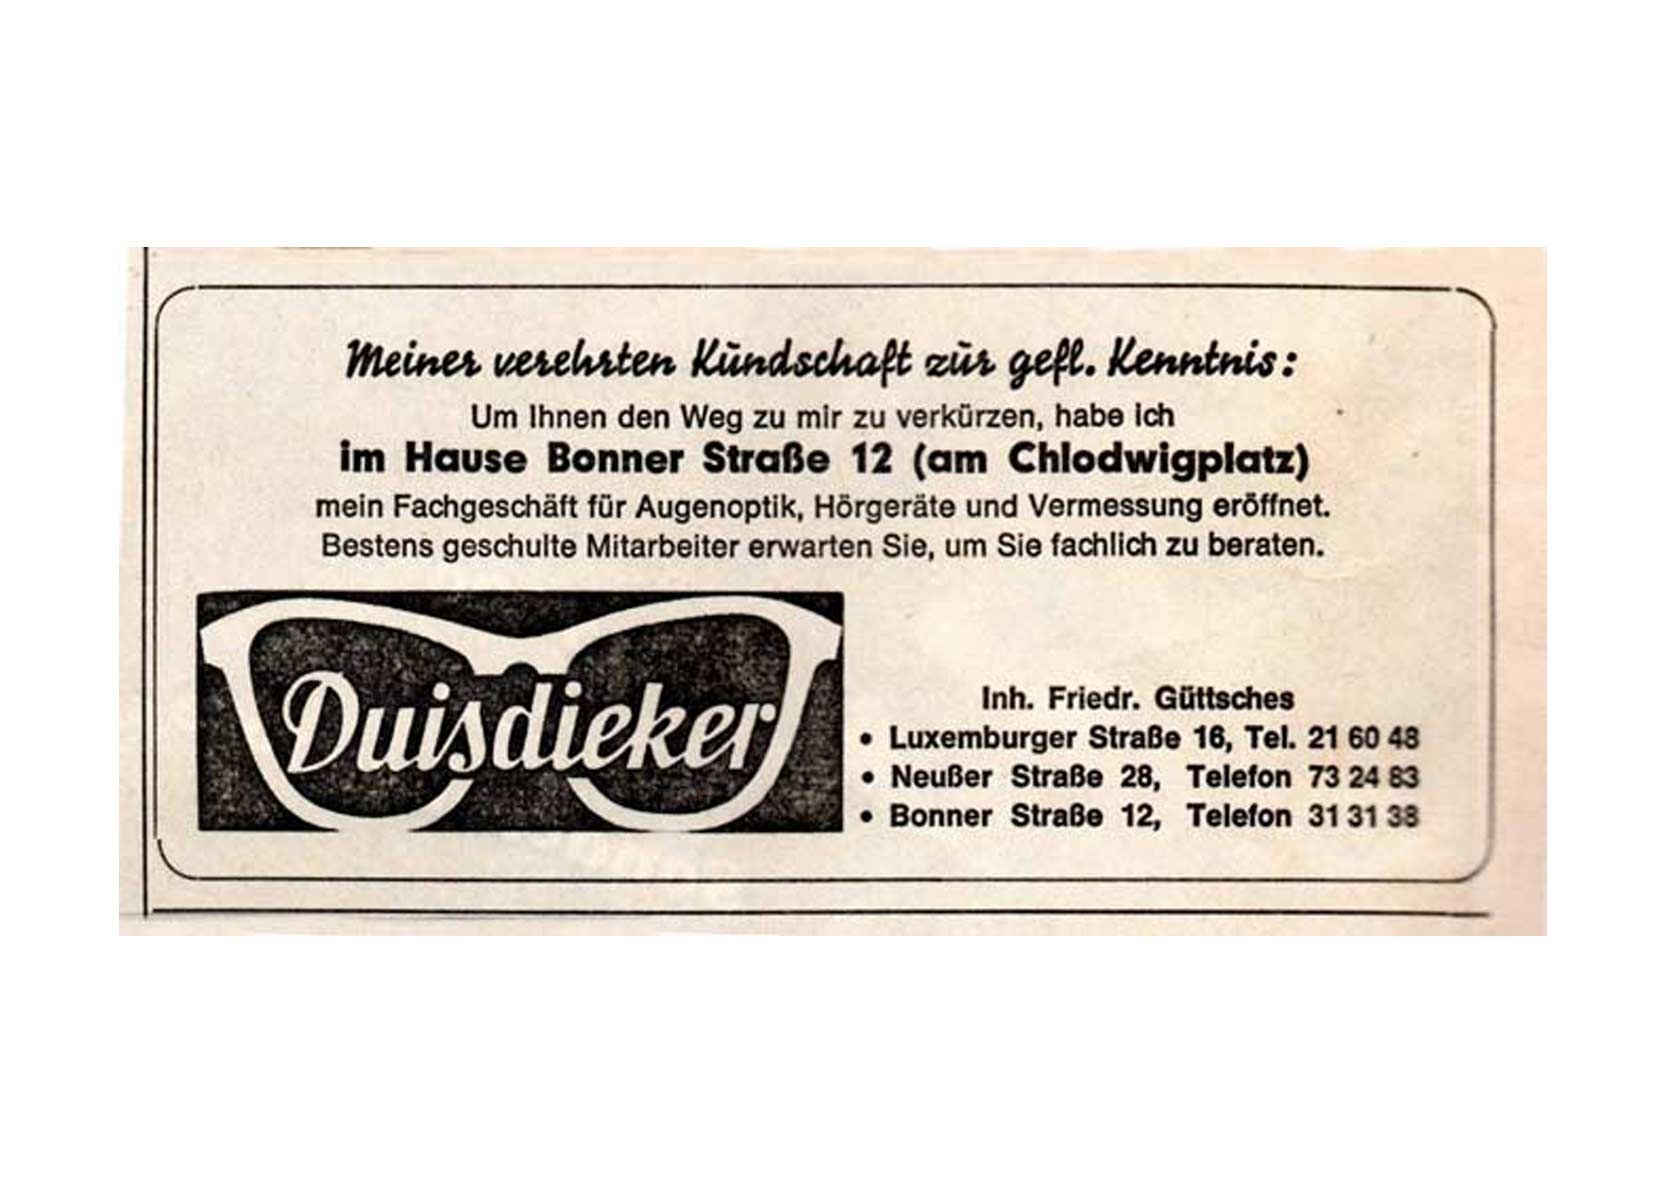 Meiner verehrten Kundschaft zur gefl. Kenntnis:
Um Ihnen den Weg zu mir zu verkürzen, habe ich
im Hause Bonner Straße 12 (am Chlodwigplatz)
mein Fachgeschäft für Augenoptik, Hörgeräte und Vermessung eröffnet.
Bestens geschulte Mitarbeiter erwarten Sie, um Sie fachlich zu beraten.
Duisdieker
Inh. Friedr. Güttsches
• Luxemburger Straße 16, Tel. 21 60 48
• Neußer Straße 28, Telefon 73 24 83
• Bonner Straße 12, Telefon 31 31 38